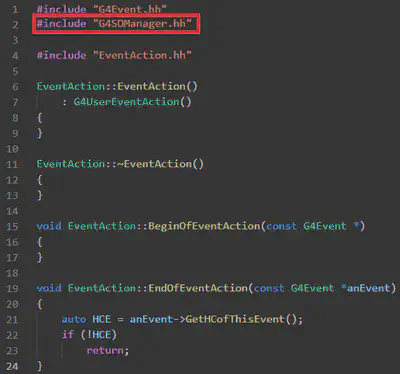 1 #include "G4Event.hh"
2 #include "G4SDManager.hh"
3
4 #include "EventAction.hh"
5
6 EventAction::EventAction()
7 : G4UserEventAction()
8 {
9 }
10
11 EventAction::~EventAction()
12 {
13 }
14
15 void EventAction::BeginOfEventAction(const G4Event *)
16 {
17 }
18
19 void EventAction::EndOfEventAction(const G4Event *anEvent)
20 {
21 auto HCE = anEvent->GetHCofThisEvent();
22 if (!HCE)
23 return;
24 }